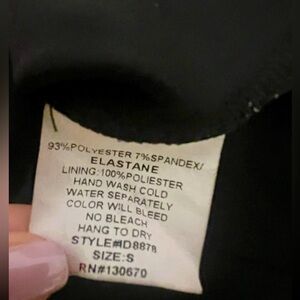 93%POLYESTER 7%SPANDEX/
ELASTANE
LINING:100%POLIESTER
HAND WASH COLD
WATER SEPARATELY
COLOR WILL BLEED
NO BLEACH
HANG TO DRY
STYLE#ID8878
SIZE:S
RN#130670